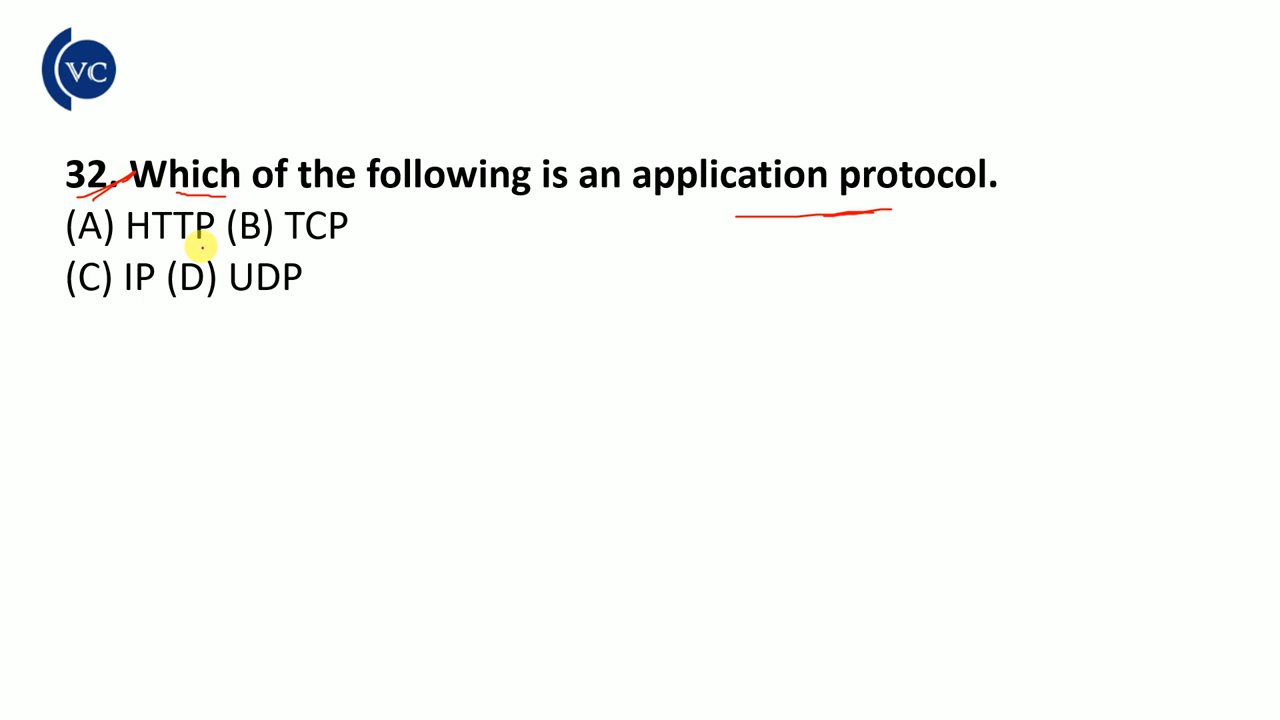 VC
32. Which of the following is an application protocol.
(A) HTTP (B) TCP
(C) IP (D) UDP